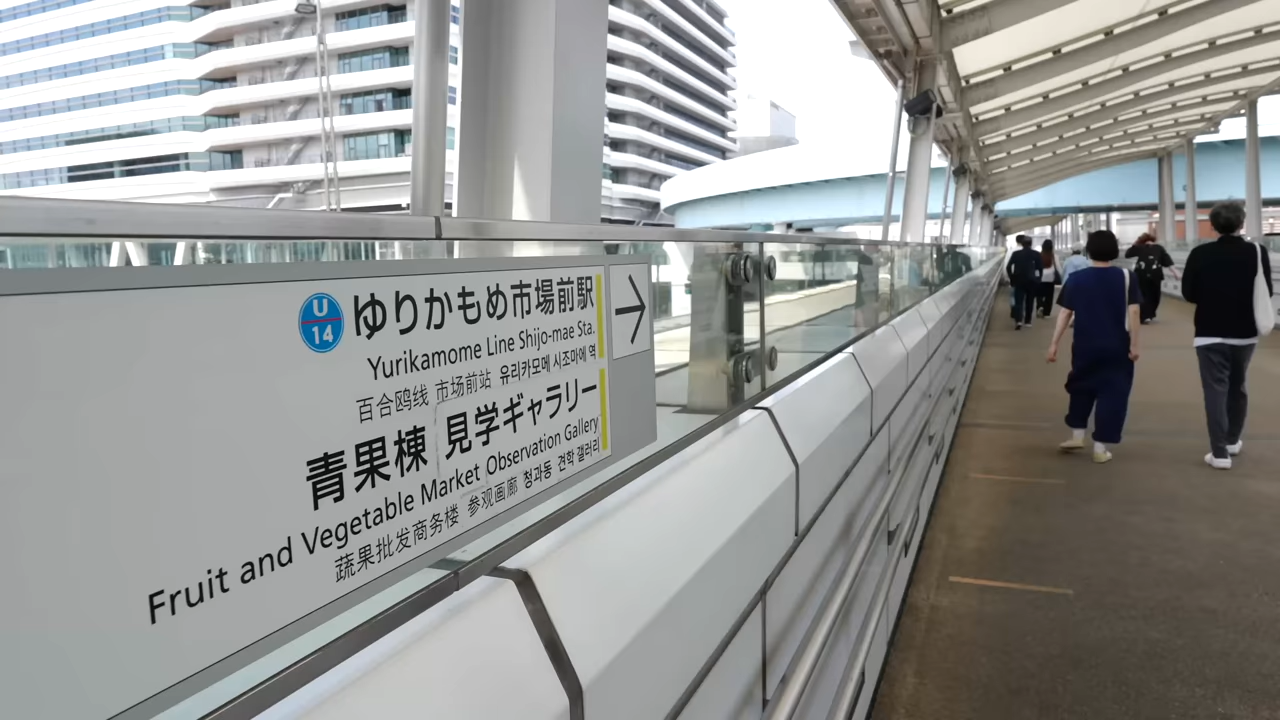 U 14 ゆりかもめ市場前駅
Yurikamome Line Shijo-mae Sta.
百合鸥线 市场前站 유리카모메 시조마에 역
青果棟 見学ギャラリー
Fruit and Vegetable Market Observation Gallery
蔬果批发商务楼 参观画廊 청과동 견학 갤러리